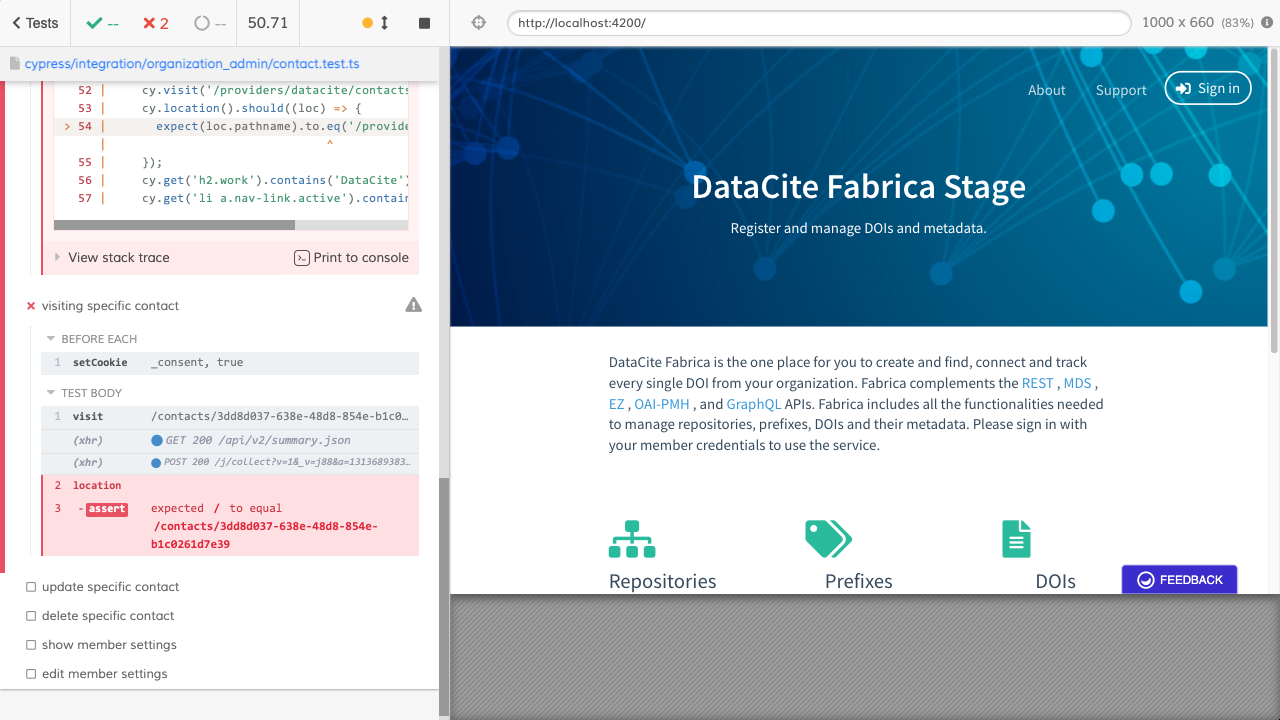 Tests
--
2
--
50.71
http://localhost:4200/
1000 x 660 (83%)
cypress/integration/organization_admin/contact.test.ts
52 | cy.visit('/providers/datacite/contacts
53 | cy.location().should((loc) => {
> 54 | expect(loc.pathname).to.eq('/provide
| ^
55 | });
56 | cy.get('h2.work').contains('DataCite')
57 | cy.get('li a.nav-link.active').contain
View stack trace
Print to console
visiting specific contact
BEFORE EACH
1 setCookie _consent, true
TEST BODY
1 visit /contacts/3dd8d037-638e-48d8-854e-b1c0…
(xhr) GET 200 /api/v2/summary.json
(xhr) POST 200 /j/collect?v=1&_v=j88&a=1313689383…
2 location
3 -assert expected / to equal
/contacts/3dd8d037-638e-48d8-854e-
b1c0261d7e39
update specific contact
delete specific contact
show member settings
edit member settings
About
Support
Sign in
DataCite Fabrica Stage
Register and manage DOIs and metadata.
DataCite Fabrica is the one place for you to create and find, connect and track
every single DOI from your organization. Fabrica complements the REST , MDS ,
EZ , OAI-PMH , and GraphQL APIs. Fabrica includes all the functionalities needed
to manage repositories, prefixes, DOIs and their metadata. Please sign in with
your member credentials to use the service.
Repositories
Prefixes
DOIs
FEEDBACK